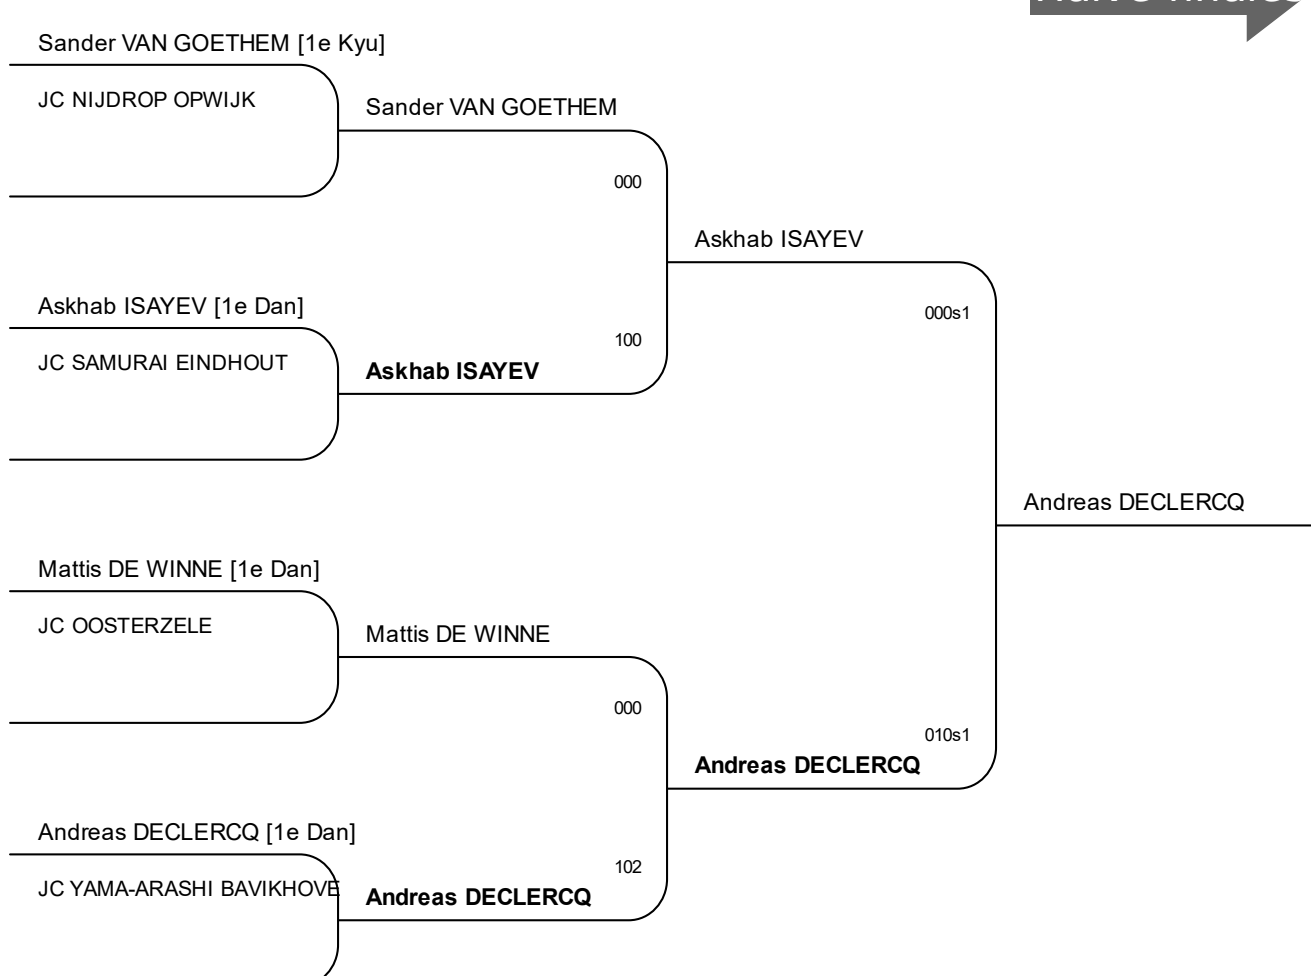 Sander VAN GOETHEM [1e Kyu]
JC NIJDROP OPWIJK
Sander VAN GOETHEM
000
Askhab ISAYEV
Askhab ISAYEV [1e Dan]
000s1
100
JC SAMURAI EINDHOUT
Askhab ISAYEV
Andreas DECLERCQ
Mattis DE WINNE [1e Dan]
JC OOSTERZELE
Mattis DE WINNE
000
010s1
Andreas DECLERCQ
Andreas DECLERCQ [1e Dan]
102
JC YAMA-ARASHI BAVIKHOVE
Andreas DECLERCQ